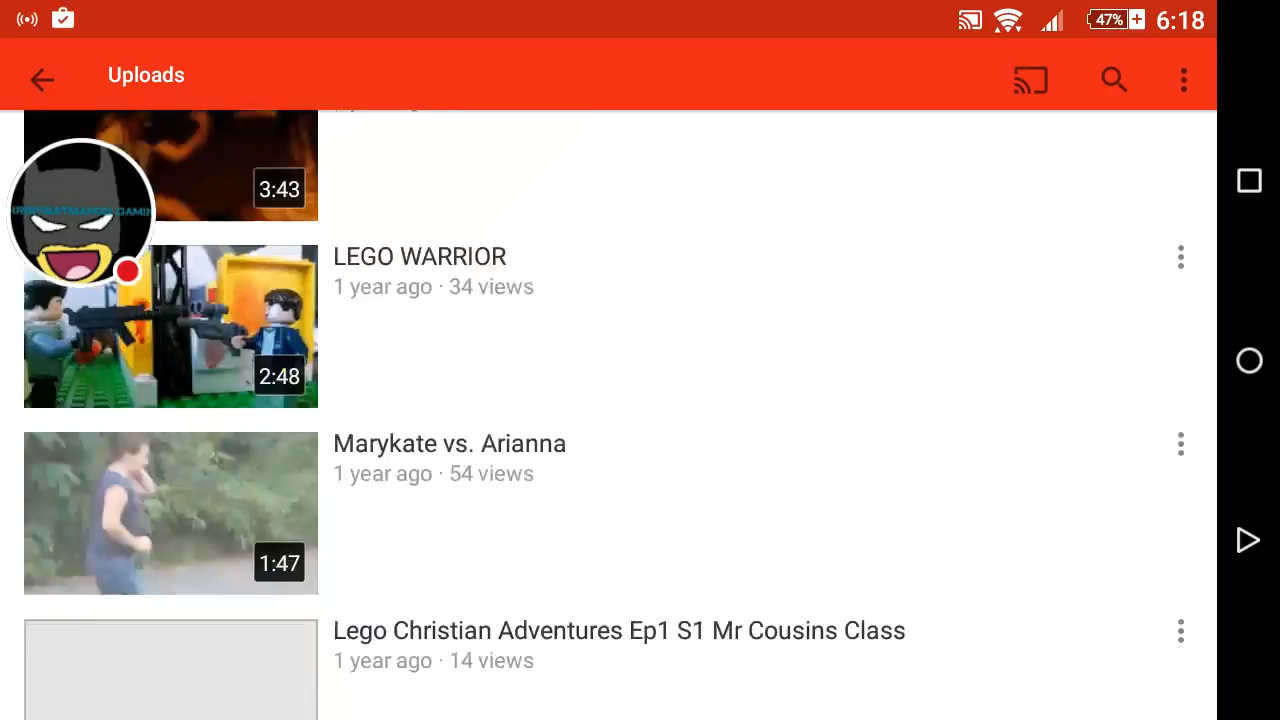 47% 6:18
Uploads
3:43
LEGO WARRIOR
1 year ago · 34 views
2:48
Marykate vs. Arianna
1 year ago · 54 views
1:47
Lego Christian Adventures Ep1 S1 Mr Cousins Class
1 year ago · 14 views